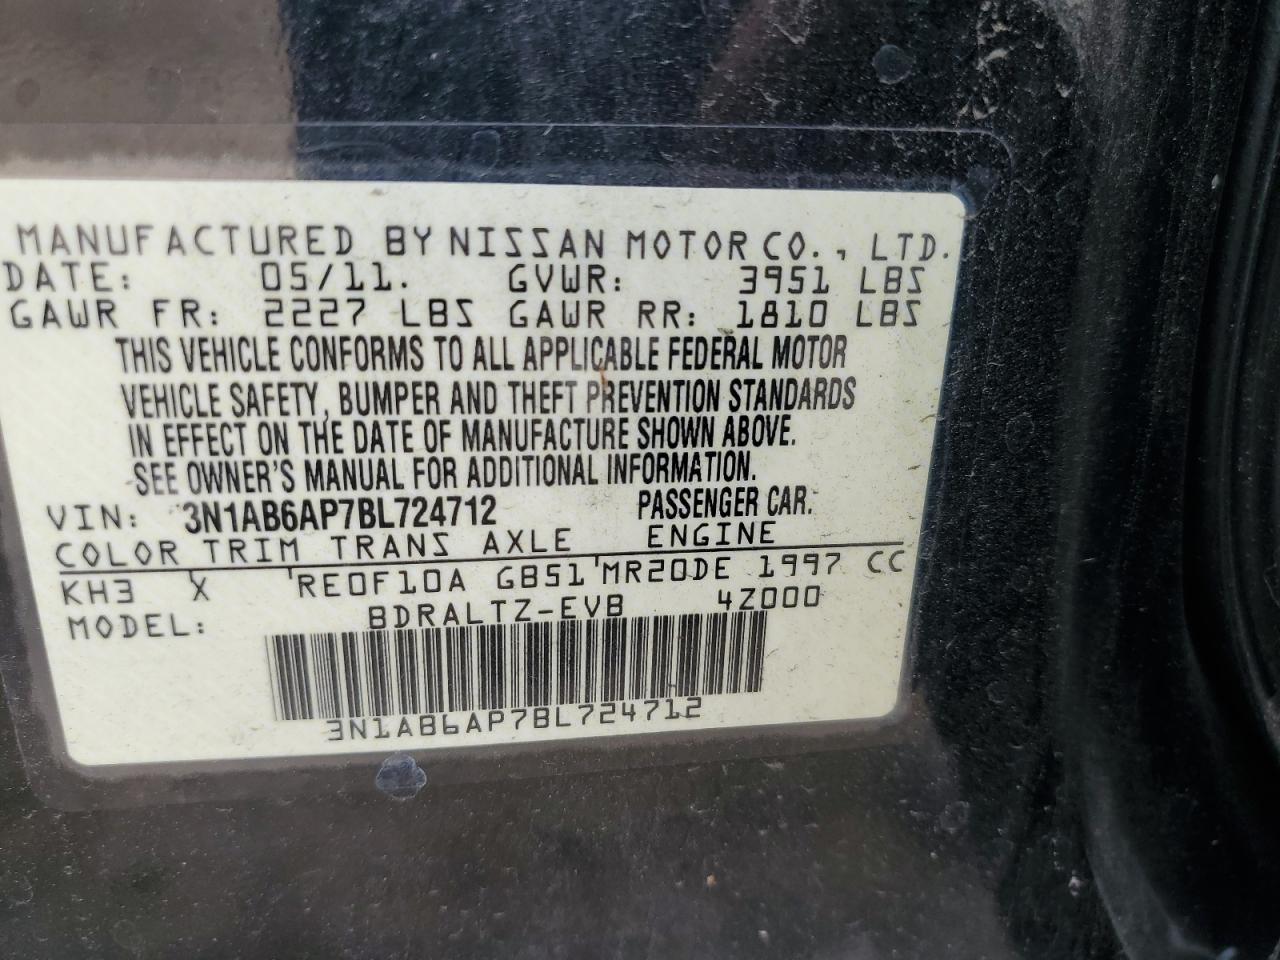 MANUFACTURED BY NISSAN MOTOR CO., LTD.
DATE: 05/11. GVWR: 3951 LBS
GAWR FR: 2227 LBS GAWR RR: 1810 LBS
THIS VEHICLE CONFORMS TO ALL APPLICABLE FEDERAL MOTOR
VEHICLE SAFETY, BUMPER AND THEFT PREVENTION STANDARDS
IN EFFECT ON THE DATE OF MANUFACTURE SHOWN ABOVE.
SEE OWNER'S MANUAL FOR ADDITIONAL INFORMATION.
VIN: 3N1AB6AP7BL724712 PASSENGER CAR.
COLOR TRIM TRANS AXLE ENGINE
KH3 X 'RE0F10A GB51'MR20DE 1997 CC
MODEL: BDRALTZ-EVB 4Z000
3N1AB6AP7BL724712